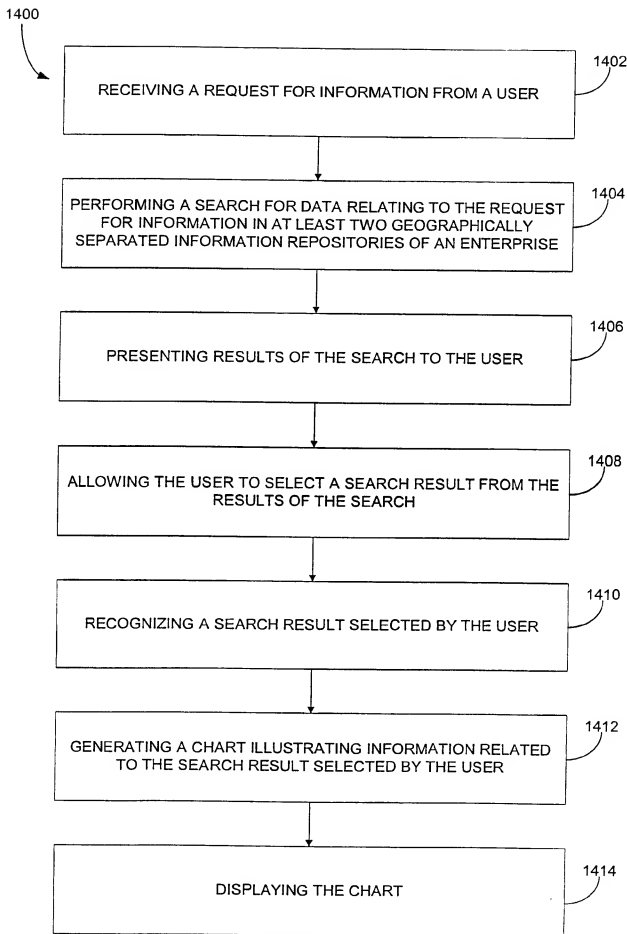 1400
1402
RECEIVING A REQUEST FOR INFORMATION FROM A USER
1404
PERFORMING A SEARCH FOR DATA RELATING TO THE REQUEST
FOR INFORMATION IN AT LEAST TWO GEOGRAPHICALLY
SEPARATED INFORMATION REPOSITORIES OF AN ENTERPRISE
1406
PRESENTING RESULTS OF THE SEARCH TO THE USER
1408
ALLOWING THE USER TO SELECT A SEARCH RESULT FROM THE
RESULTS OF THE SEARCH
1410
RECOGNIZING A SEARCH RESULT SELECTED BY THE USER
1412
GENERATING A CHART ILLUSTRATING INFORMATION RELATED
TO THE SEARCH RESULT SELECTED BY THE USER
1414
DISPLAYING THE CHART